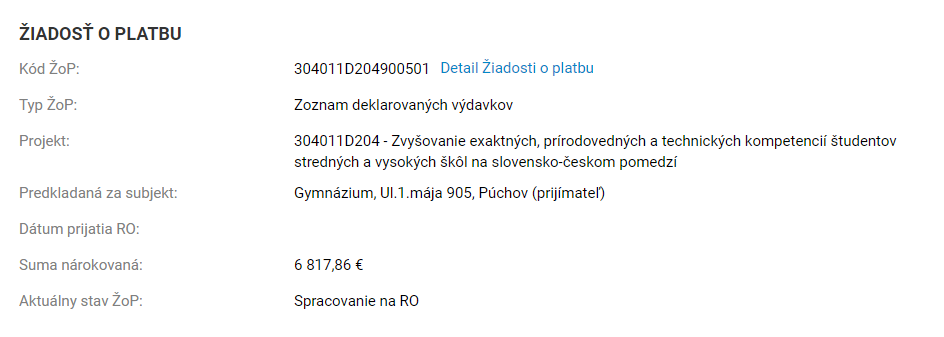 ŽIADOSŤ O PLATBU
Kód ŽoP: 304011D204900501 Detail Žiadosti o platbu
Typ ŽoP: Zoznam deklarovaných výdavkov
Projekt: 304011D204 - Zvyšovanie exaktných, prírodovedných a technických kompetencií študentov
stredných a vysokých škôl na slovensko-českom pomedzí
Predkladaná za subjekt: Gymnázium, Ul.1.mája 905, Púchov (prijímateľ)
Dátum prijatia RO:
Suma nárokovaná: 6 817,86 €
Aktuálny stav ŽoP: Spracovanie na RO